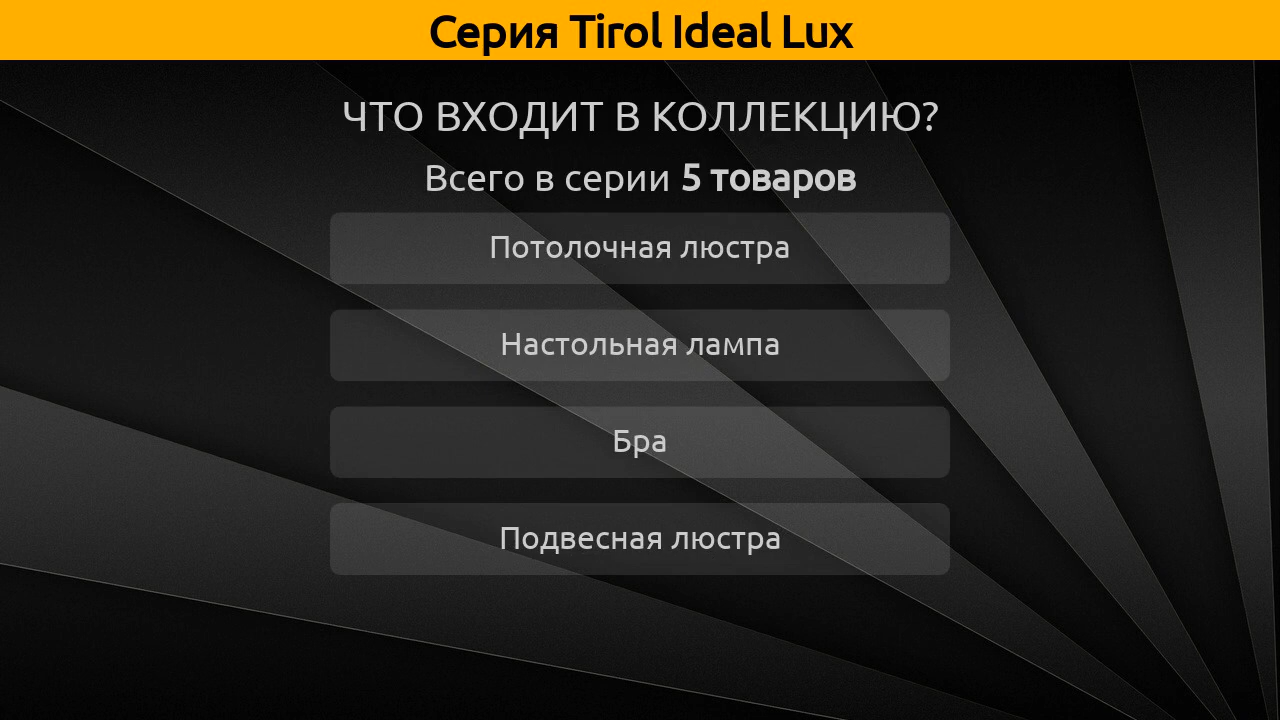 Серия Tirol Ideal Lux
ЧТО ВХОДИТ В КОЛЛЕКЦИЮ?
Всего в серии 5 товаров
Потолочная люстра
Настольная лампа
Бра
Подвесная люстра